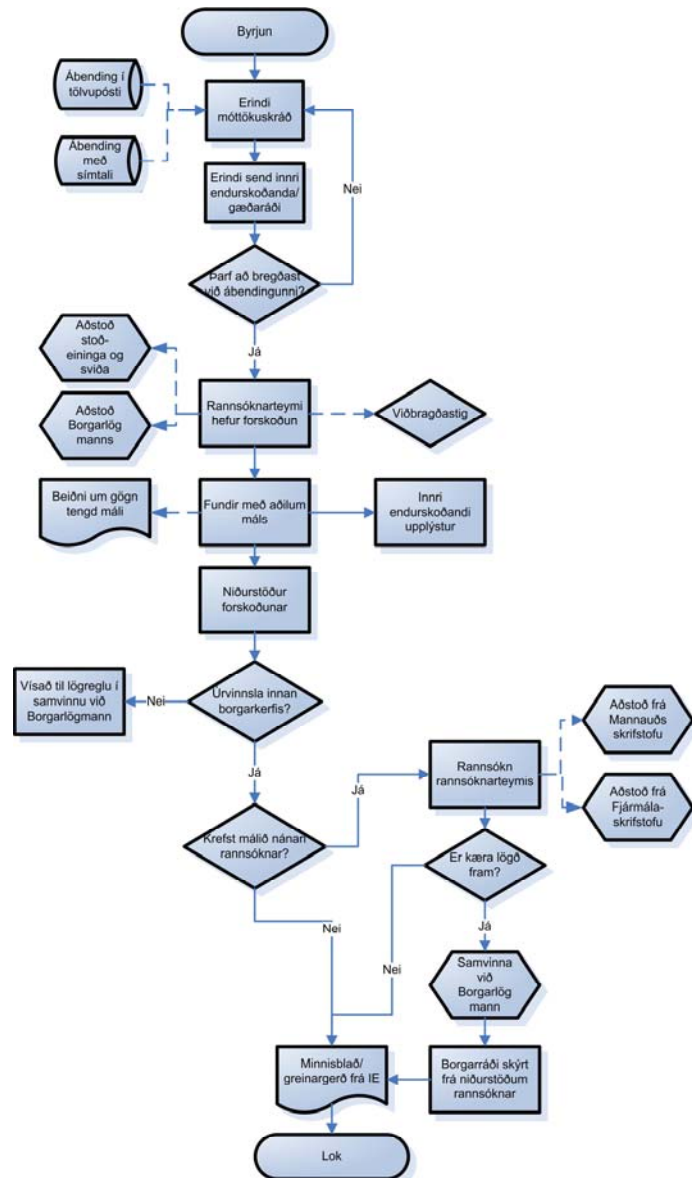 Byrjun
Ábending í
tölvupósti
Erindi
móttökuskráð
Ábending
með
símtali
Nei
Erindi send innri
endurskoðanda/
gæðaráði
Þarf að bregðast
við ábendingunni?
Já
Aðstoð
stoð-
eininga og
sviða
Rannsóknarteymi
hefur forskoðun
Viðbragðastig
Aðstoð
Borgarlög
manns
Beiðni um gögn
tengd máli
Fundir með aðilum
máls
Innri
endurskoðandi
upplýstur
Niðurstöður
forskoðunar
Vísað til lögreglu í
samvinnu við
Borgarlögmann
Nei
Úrvinnsla innan
borgarkerfis?
Aðstoð frá
Mannauðs
skrifstofu
Já
Já
Rannsókn
rannsóknarteymis
Aðstoð frá
Fjármála-
skrifstofu
Krefst málið nánan
rannsóknar?
Er kæra lögð
fram?
Nei
Já
Nei
Samvinna
við
Borgarlög
mann
Minnisblað/
greinargerð frá IE
Borgarráði skýrt
frá niðurstöðum
rannsóknar
Lok